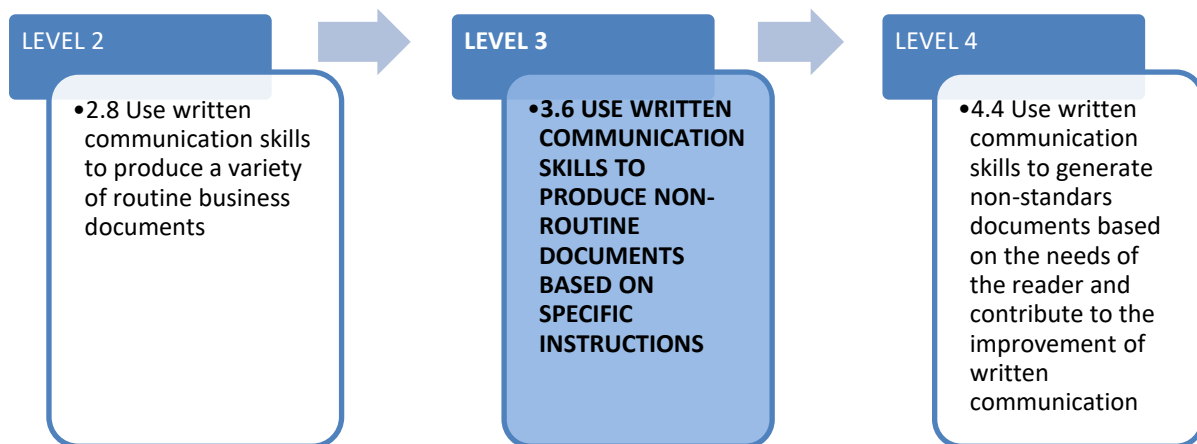 LEVEL 2
•2.8 Use written
communication skills
to produce a variety
of routine business
documents
LEVEL 3
•3.6 USE WRITTEN
COMMUNICATION
SKILLS TO
PRODUCE NON-
ROUTINE
DOCUMENTS
BASED ON
SPECIFIC
INSTRUCTIONS
LEVEL 4
•4.4 Use written
communication
skills to generate
non-standars
documents based
on the needs of
the reader and
contribute to the
improvement of
written
communication